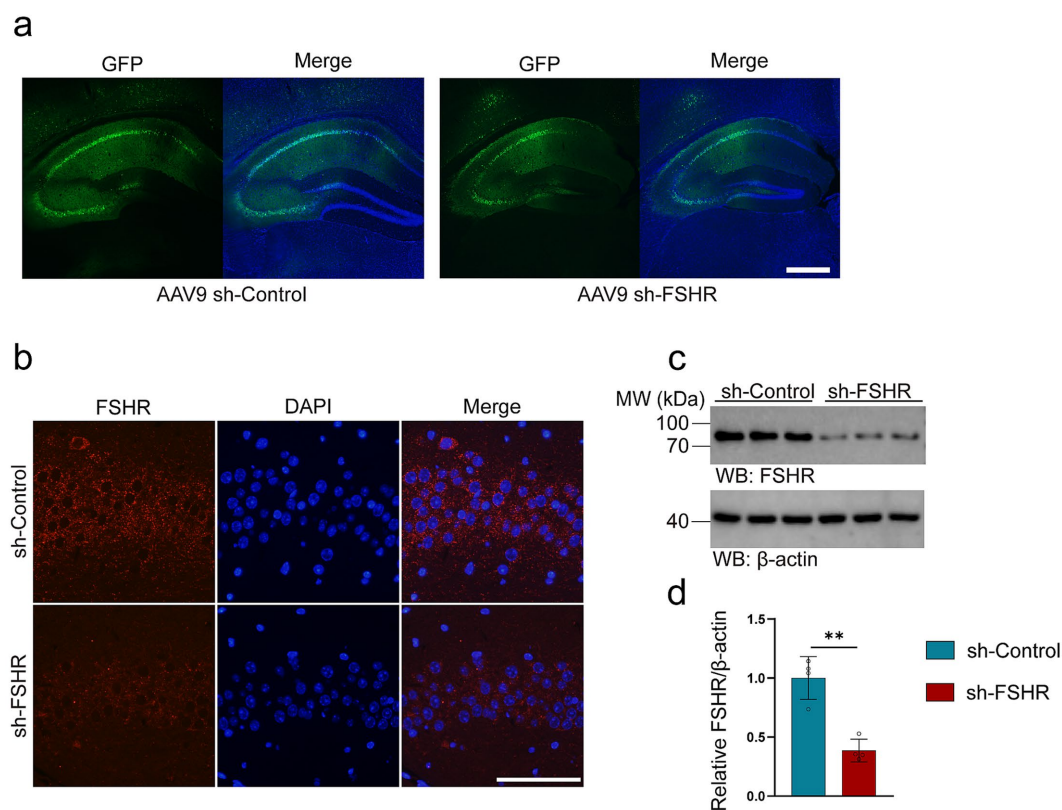 a
GFP Merge GFP Merge
AAV9 sh-Control AAV9 sh-FSHR
b
FSHR DAPI Merge
sh-Control
sh-FSHR
c
sh-Control sh-FSHR
MW (kDa)
100
70
WB: FSHR
40
WB: β-actin
d
Relative FSHR/β-actin
1.5
1.0
0.5
0.0
**
sh-Control
sh-FSHR